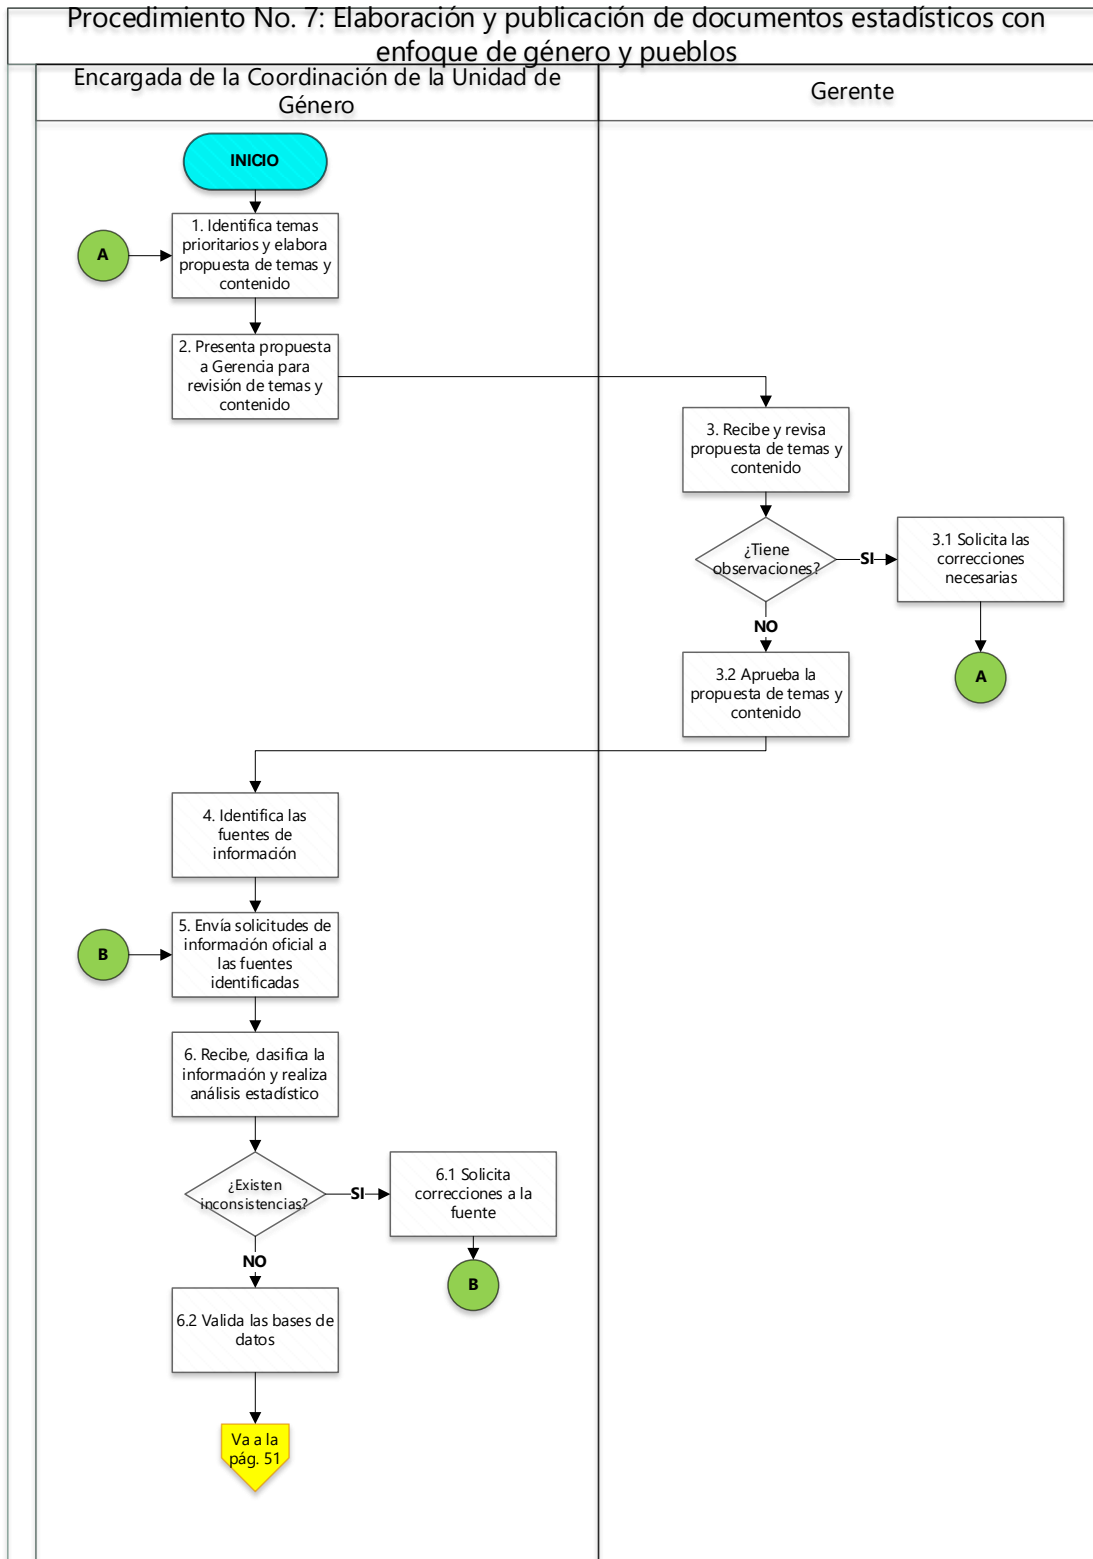 Procedimiento No. 7: Elaboración y publicación de documentos estadísticos con
enfoque de género y pueblos
Encargada de la Coordinación de la Unidad de
Género
Gerente
INICIO
A
1. Identifica temas
prioritarios y elabora
propuesta de temas y
contenido
2. Presenta propuesta
a Gerencia para
revisión de temas y
contenido
3. Recibe y revisa
propuesta de temas y
contenido
¿Tiene
observaciones?
SI
3.1 Solicita las
correcciones
necesarias
NO
A
3.2 Aprueba la
propuesta de temas y
contenido
4. Identifica las
fuentes de
información
B
5. Envía solicitudes de
información oficial a
las fuentes
identificadas
6. Recibe, clasifica la
información y realiza
análisis estadístico
¿Existen
inconsistencias?
SI
6.1 Solicita
correcciones a la
fuente
NO
B
6.2 Valida las bases de
datos
Va a la
pág. 51